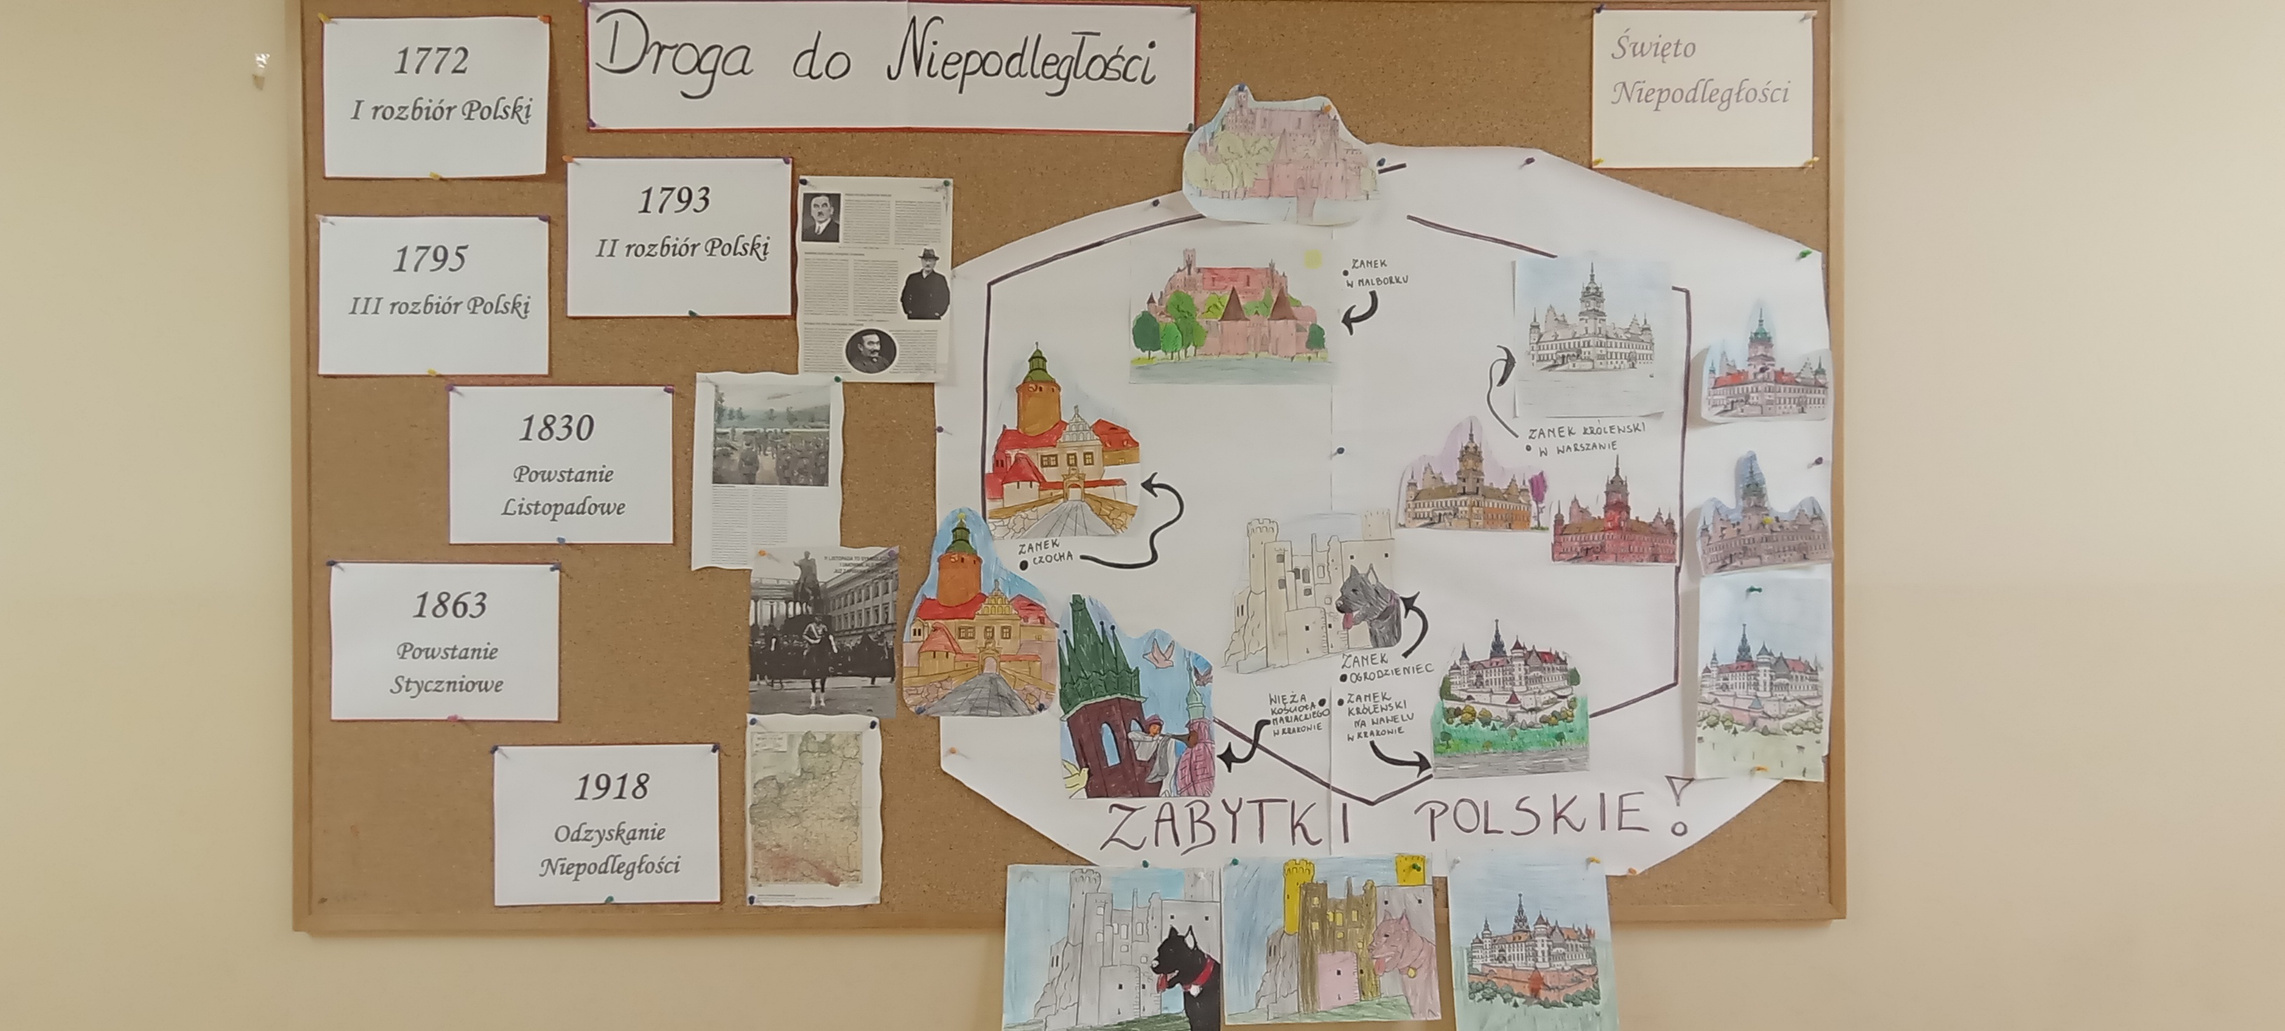 Droga do Niepodległości
Święto
Niepodległości
1772
I rozbiór Polski
1793
II rozbiór Polski
1795
III rozbiór Polski
1830
Powstanie
Listopadowe
1863
Powstanie
Styczniowe
1918
Odzyskanie
Niepodległości
ZAMEK
W MALBORKU
ZAMEK KRÓLEWSKI
W WARSZAWIE
ZAMEK
CZOCHA
ZAMEK
OGRODZIENIEC
WIEŻA
KOŚCIOŁA
MARIACKIEGO
W KRAKOWIE
ZAMEK
KRÓLEWSKI
NA WAWELU
W KRAKOWIE
ZABYTKI POLSKIE!